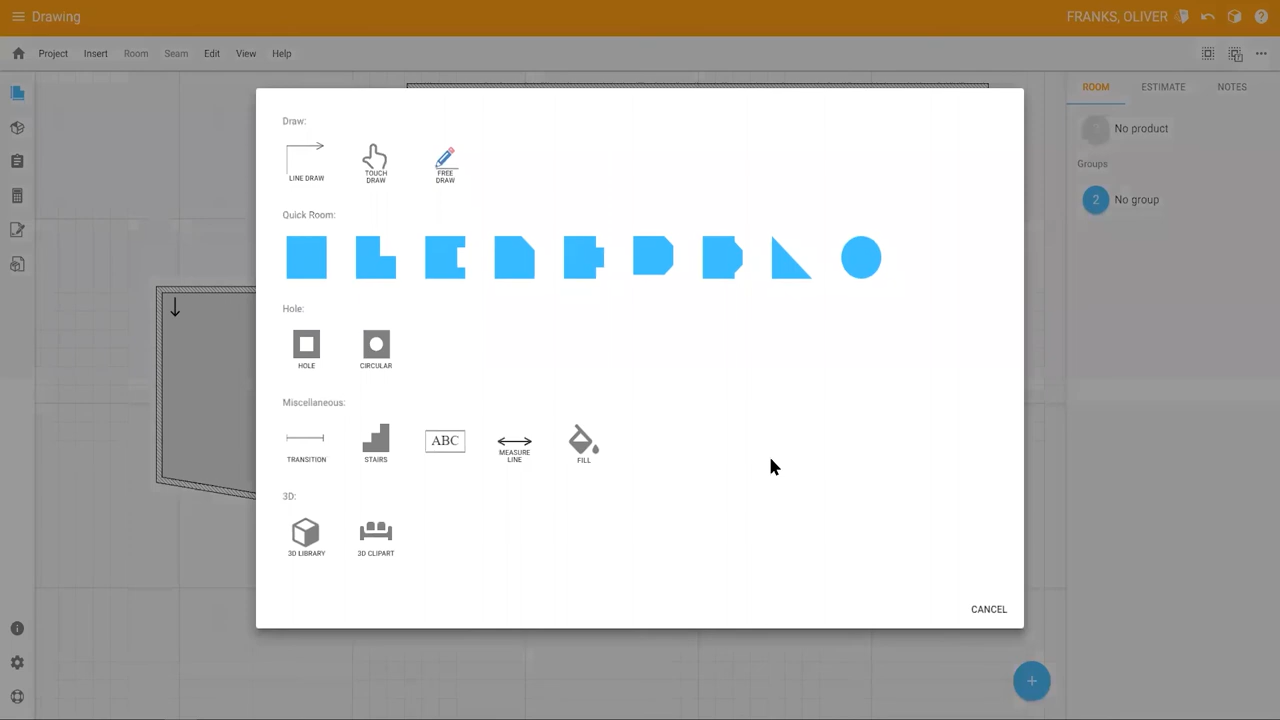 Drawing
FRANKS, OLIVER
Project Insert Room Seam Edit View Help
ROOM ESTIMATE NOTES
No product
Groups
2 No group
Draw:
LINE DRAW
TOUCH
DRAW
FREE
DRAW
Quick Room:
Hole:
HOLE
CIRCULAR
Miscellaneous:
TRANSITION
STAIRS
ABC
MEASURE
LINE
FILL
3D:
3D LIBRARY
3D CLIPART
CANCEL